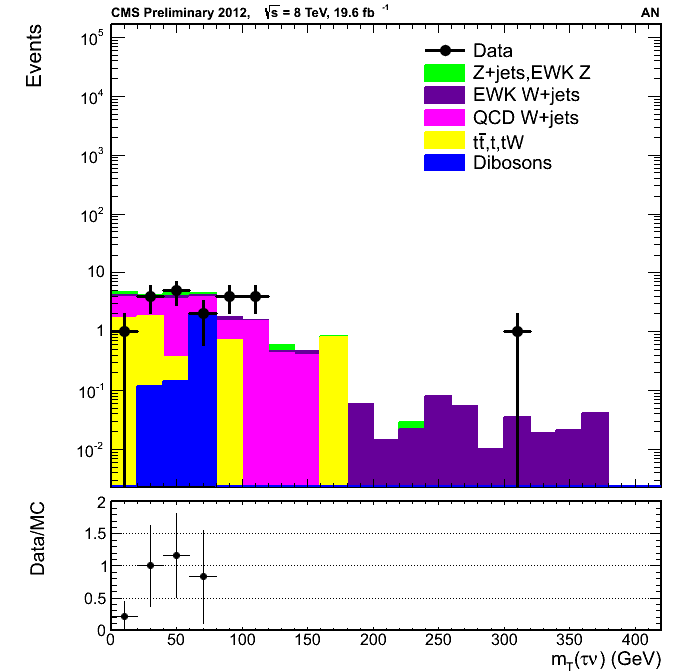 CMS Preliminary 2012, √s = 8 TeV, 19.6 fb⁻¹ AN
Events
10⁵
10⁴
10³
10²
10
1
10⁻¹
10⁻²
Data
Z+jets,EWK Z
EWK W+jets
QCD W+jets
tt̄,t,tW
Dibosons
Data/MC
2
1.5
1
0.5
0
0 50 100 150 200 250 300 350 400
m_T(τν) (GeV)